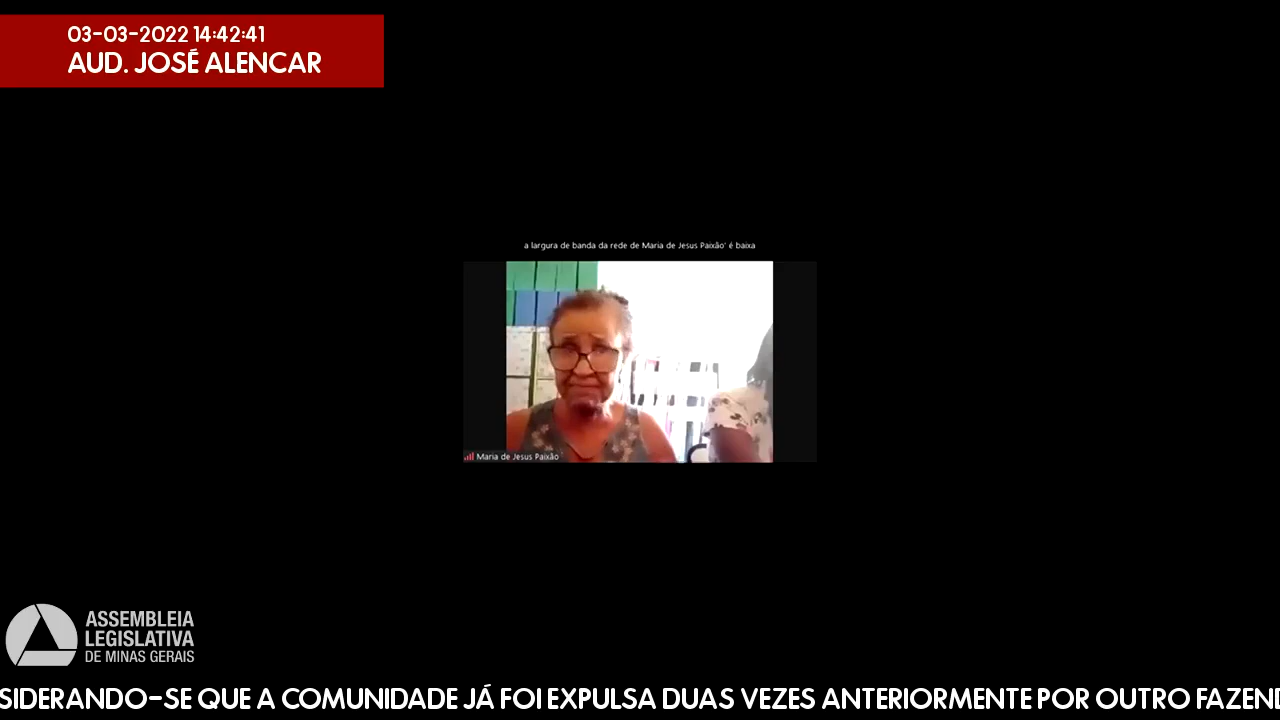 03-03-2022 14:42:41
AUD. JOSÉ ALENCAR
a largura de banda da rede de Maria de Jesus Paixão' é baixa
Maria de Jesus Paixão
ASSEMBLEIA
LEGISLATIVA
DE MINAS GERAIS
SIDERANDO-SE QUE A COMUNIDADE JÁ FOI EXPULSA DUAS VEZES ANTERIORMENTE POR OUTRO FAZEN